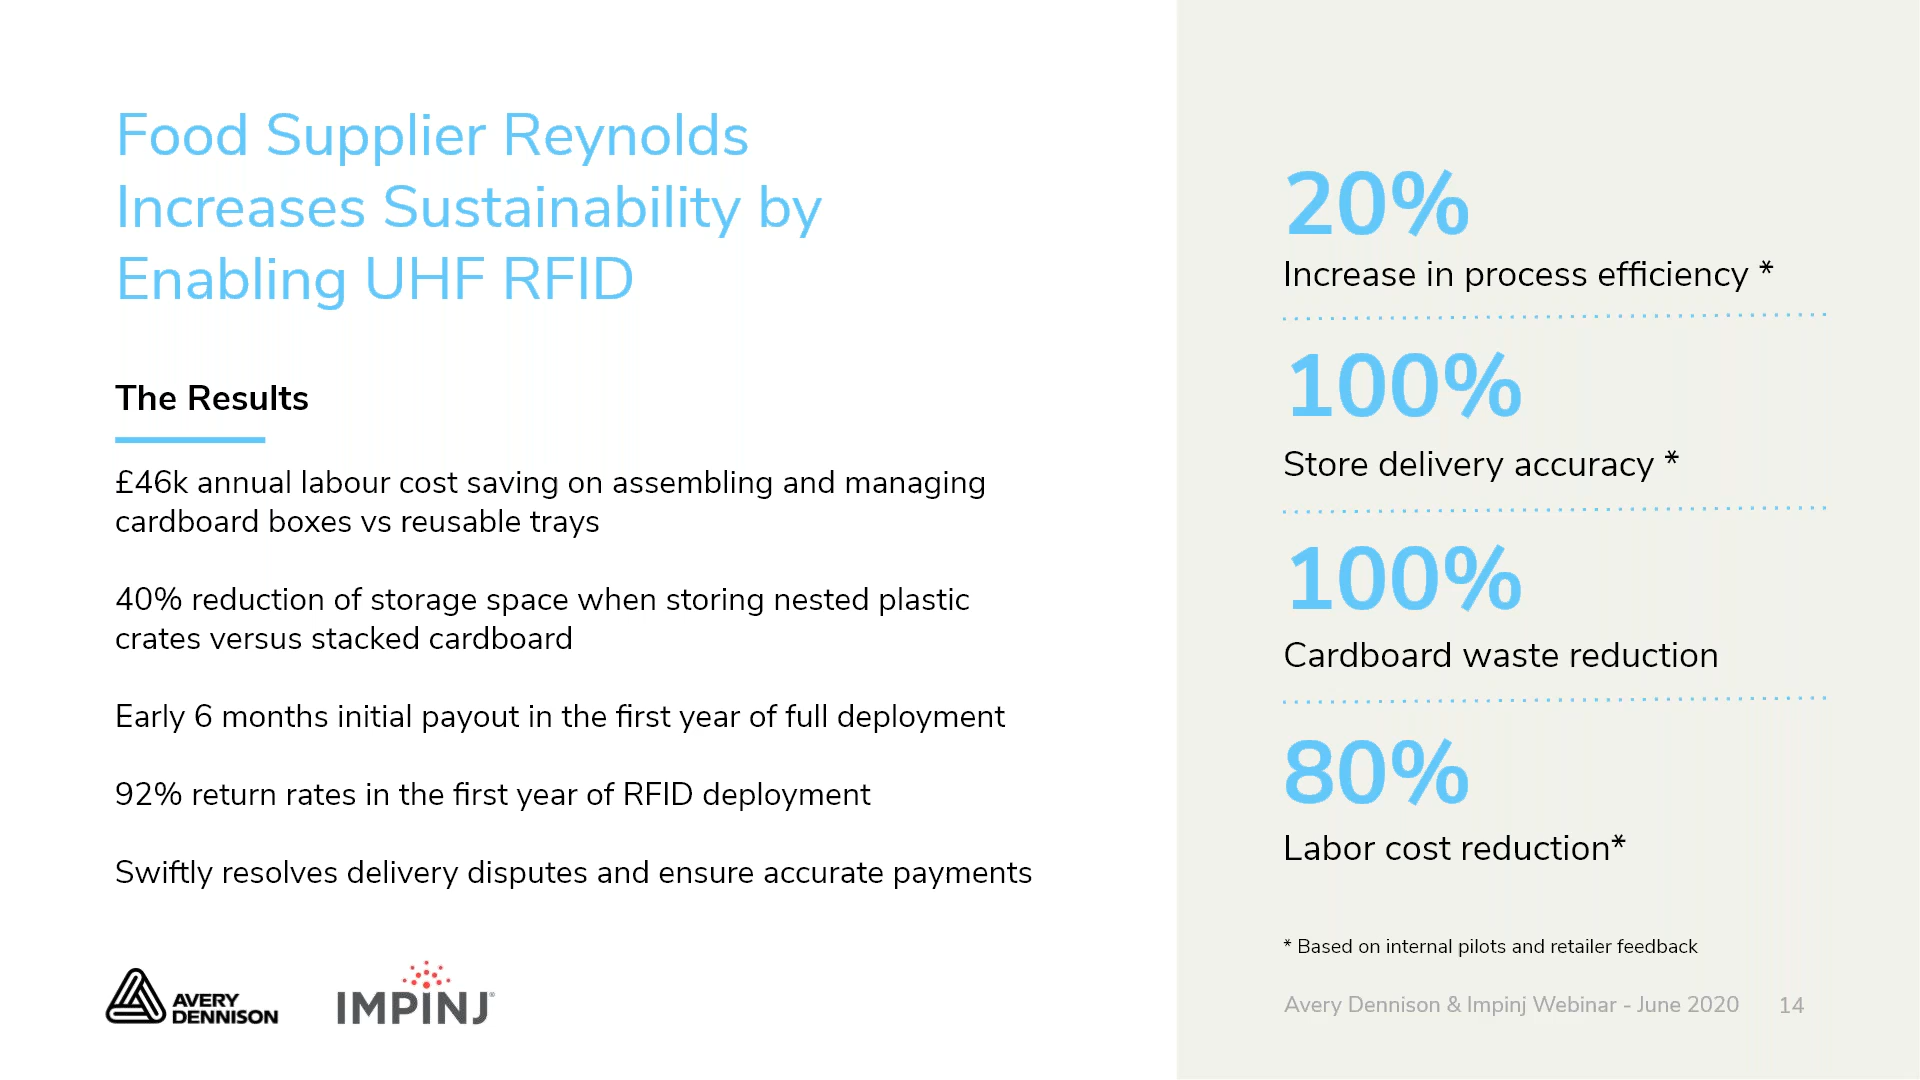 Food Supplier Reynolds
Increases Sustainability by
Enabling UHF RFID
The Results
£46k annual labour cost saving on assembling and managing
cardboard boxes vs reusable trays
40% reduction of storage space when storing nested plastic
crates versus stacked cardboard
Early 6 months initial payout in the first year of full deployment
92% return rates in the first year of RFID deployment
Swiftly resolves delivery disputes and ensure accurate payments
AVERY
DENNISON
IMPINJ®
20%
Increase in process efficiency *
100%
Store delivery accuracy *
100%
Cardboard waste reduction
80%
Labor cost reduction*
* Based on internal pilots and retailer feedback
Avery Dennison & Impinj Webinar - June 2020 14